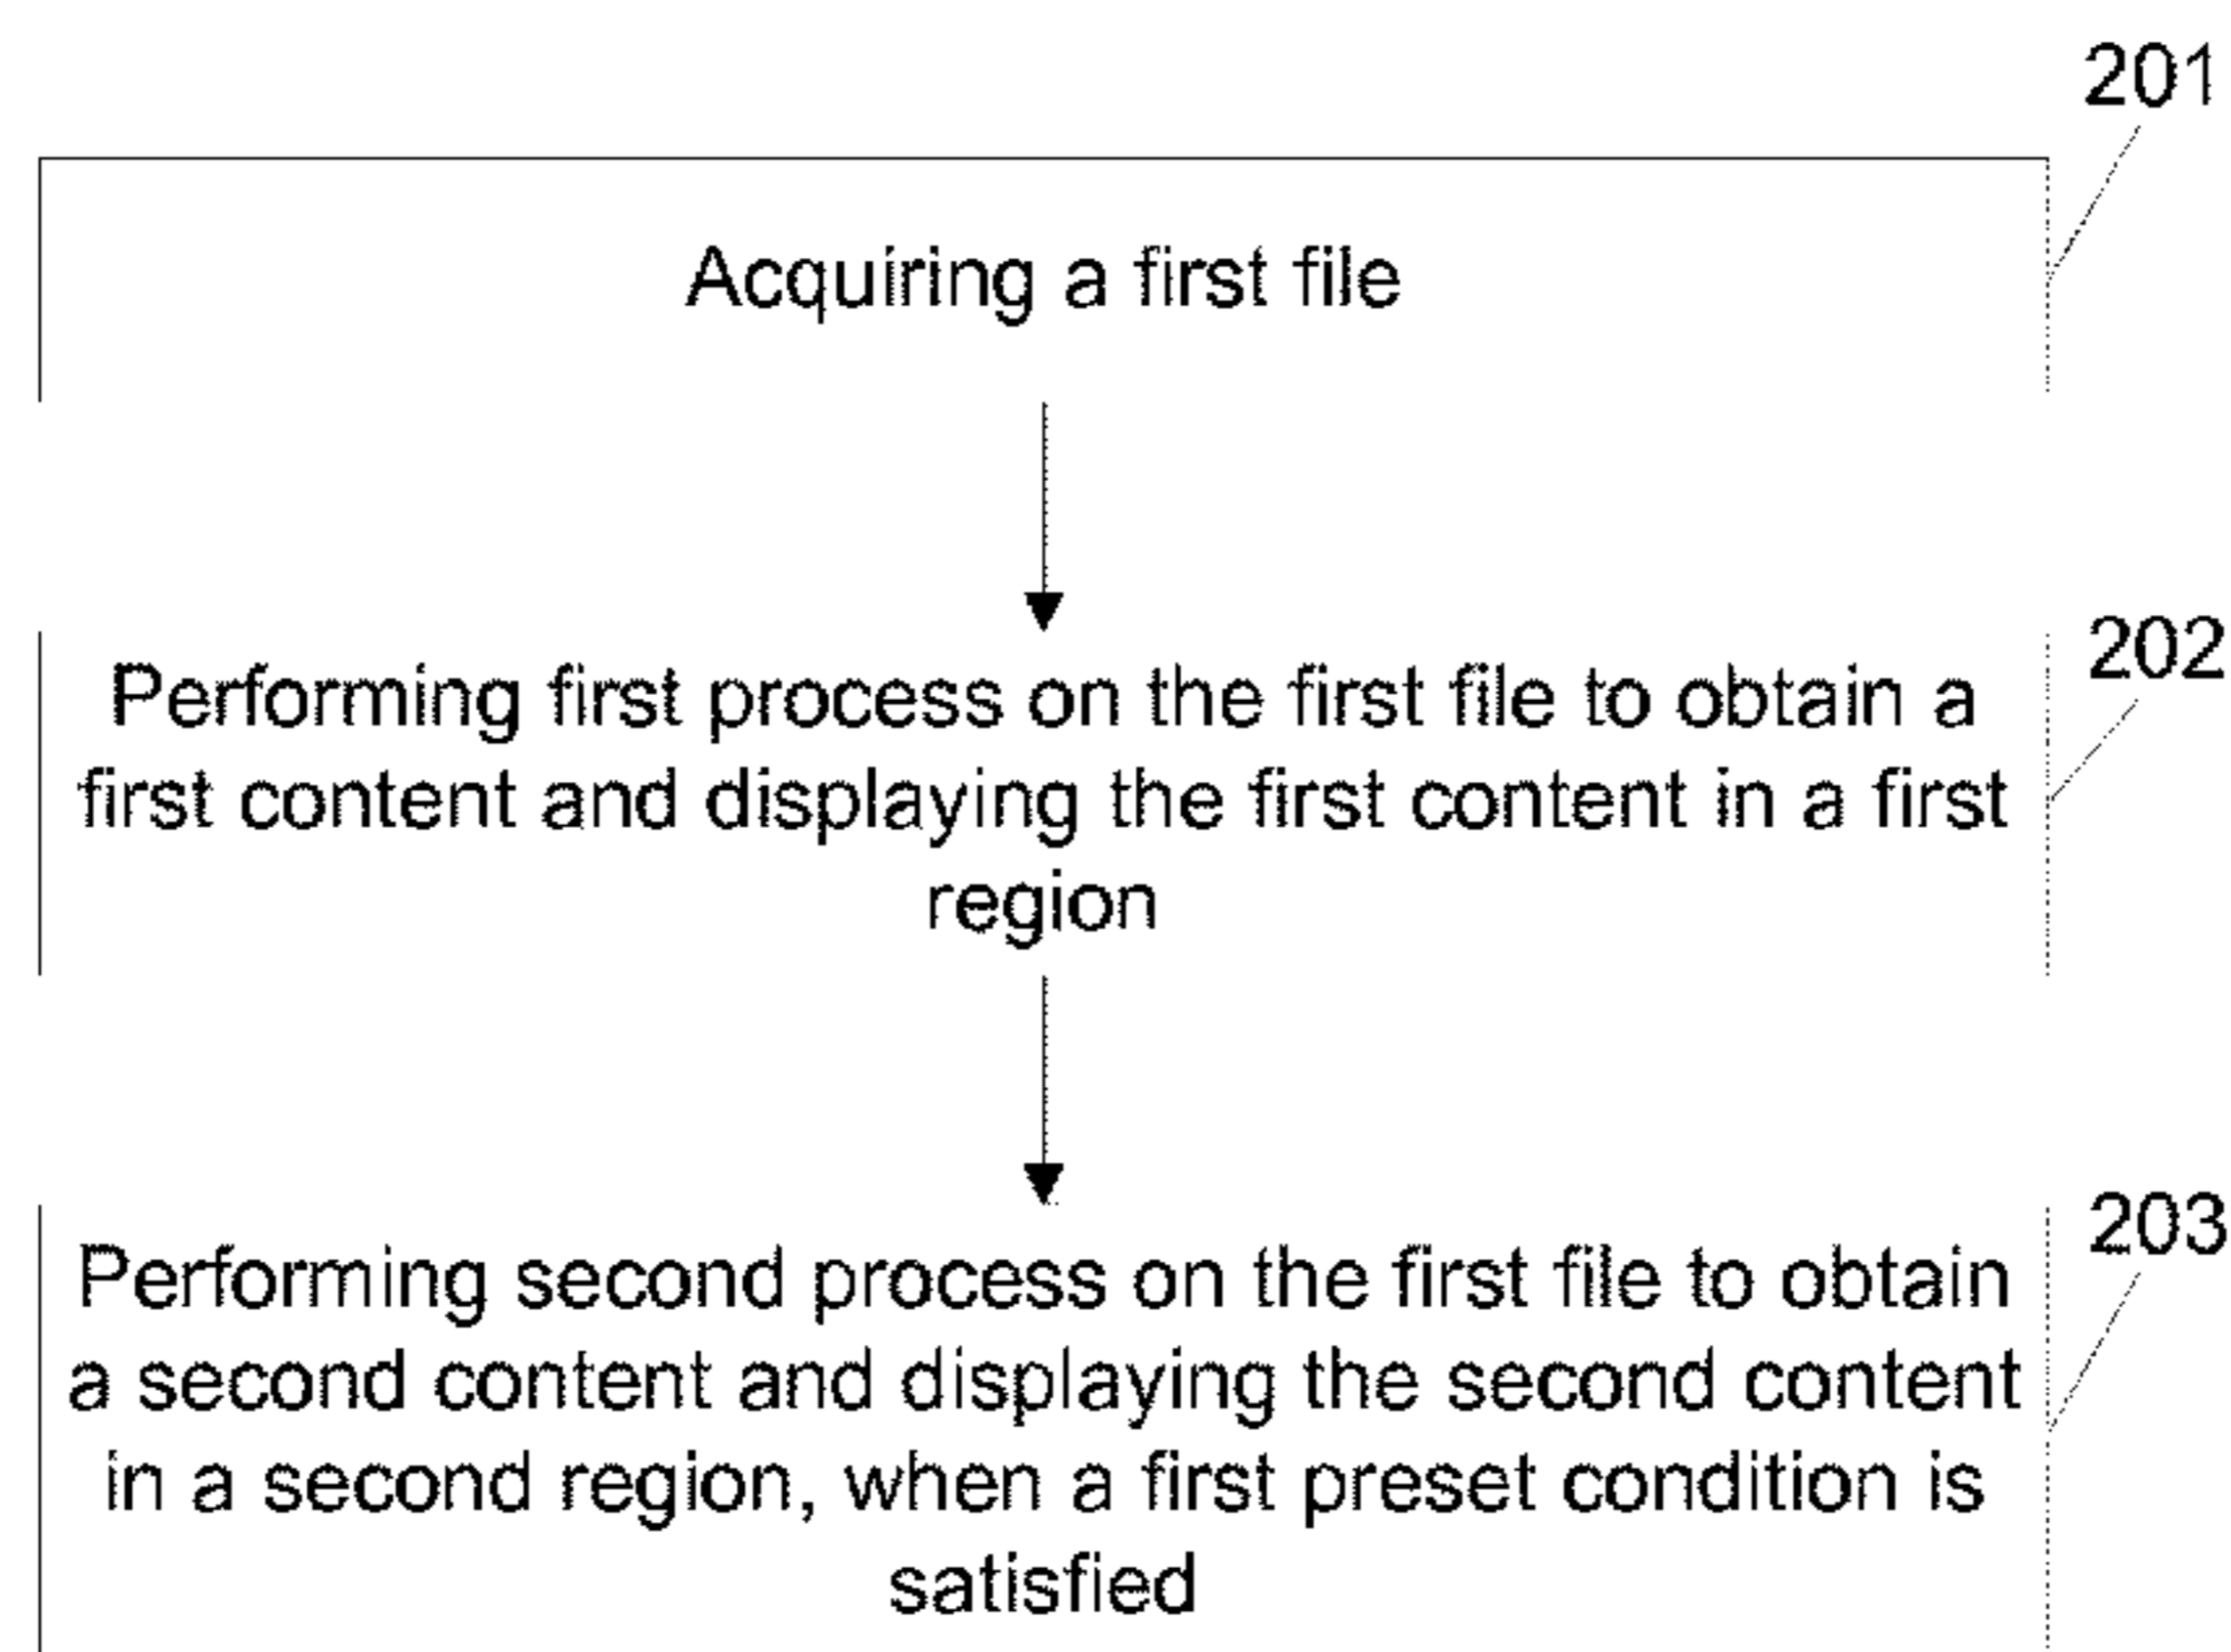 201
Acquiring a first file
202
Performing first process on the first file to obtain a
first content and displaying the first content in a first
region
203
Performing second process on the first file to obtain
a second content and displaying the second content
in a second region, when a first preset condition is
satisfied